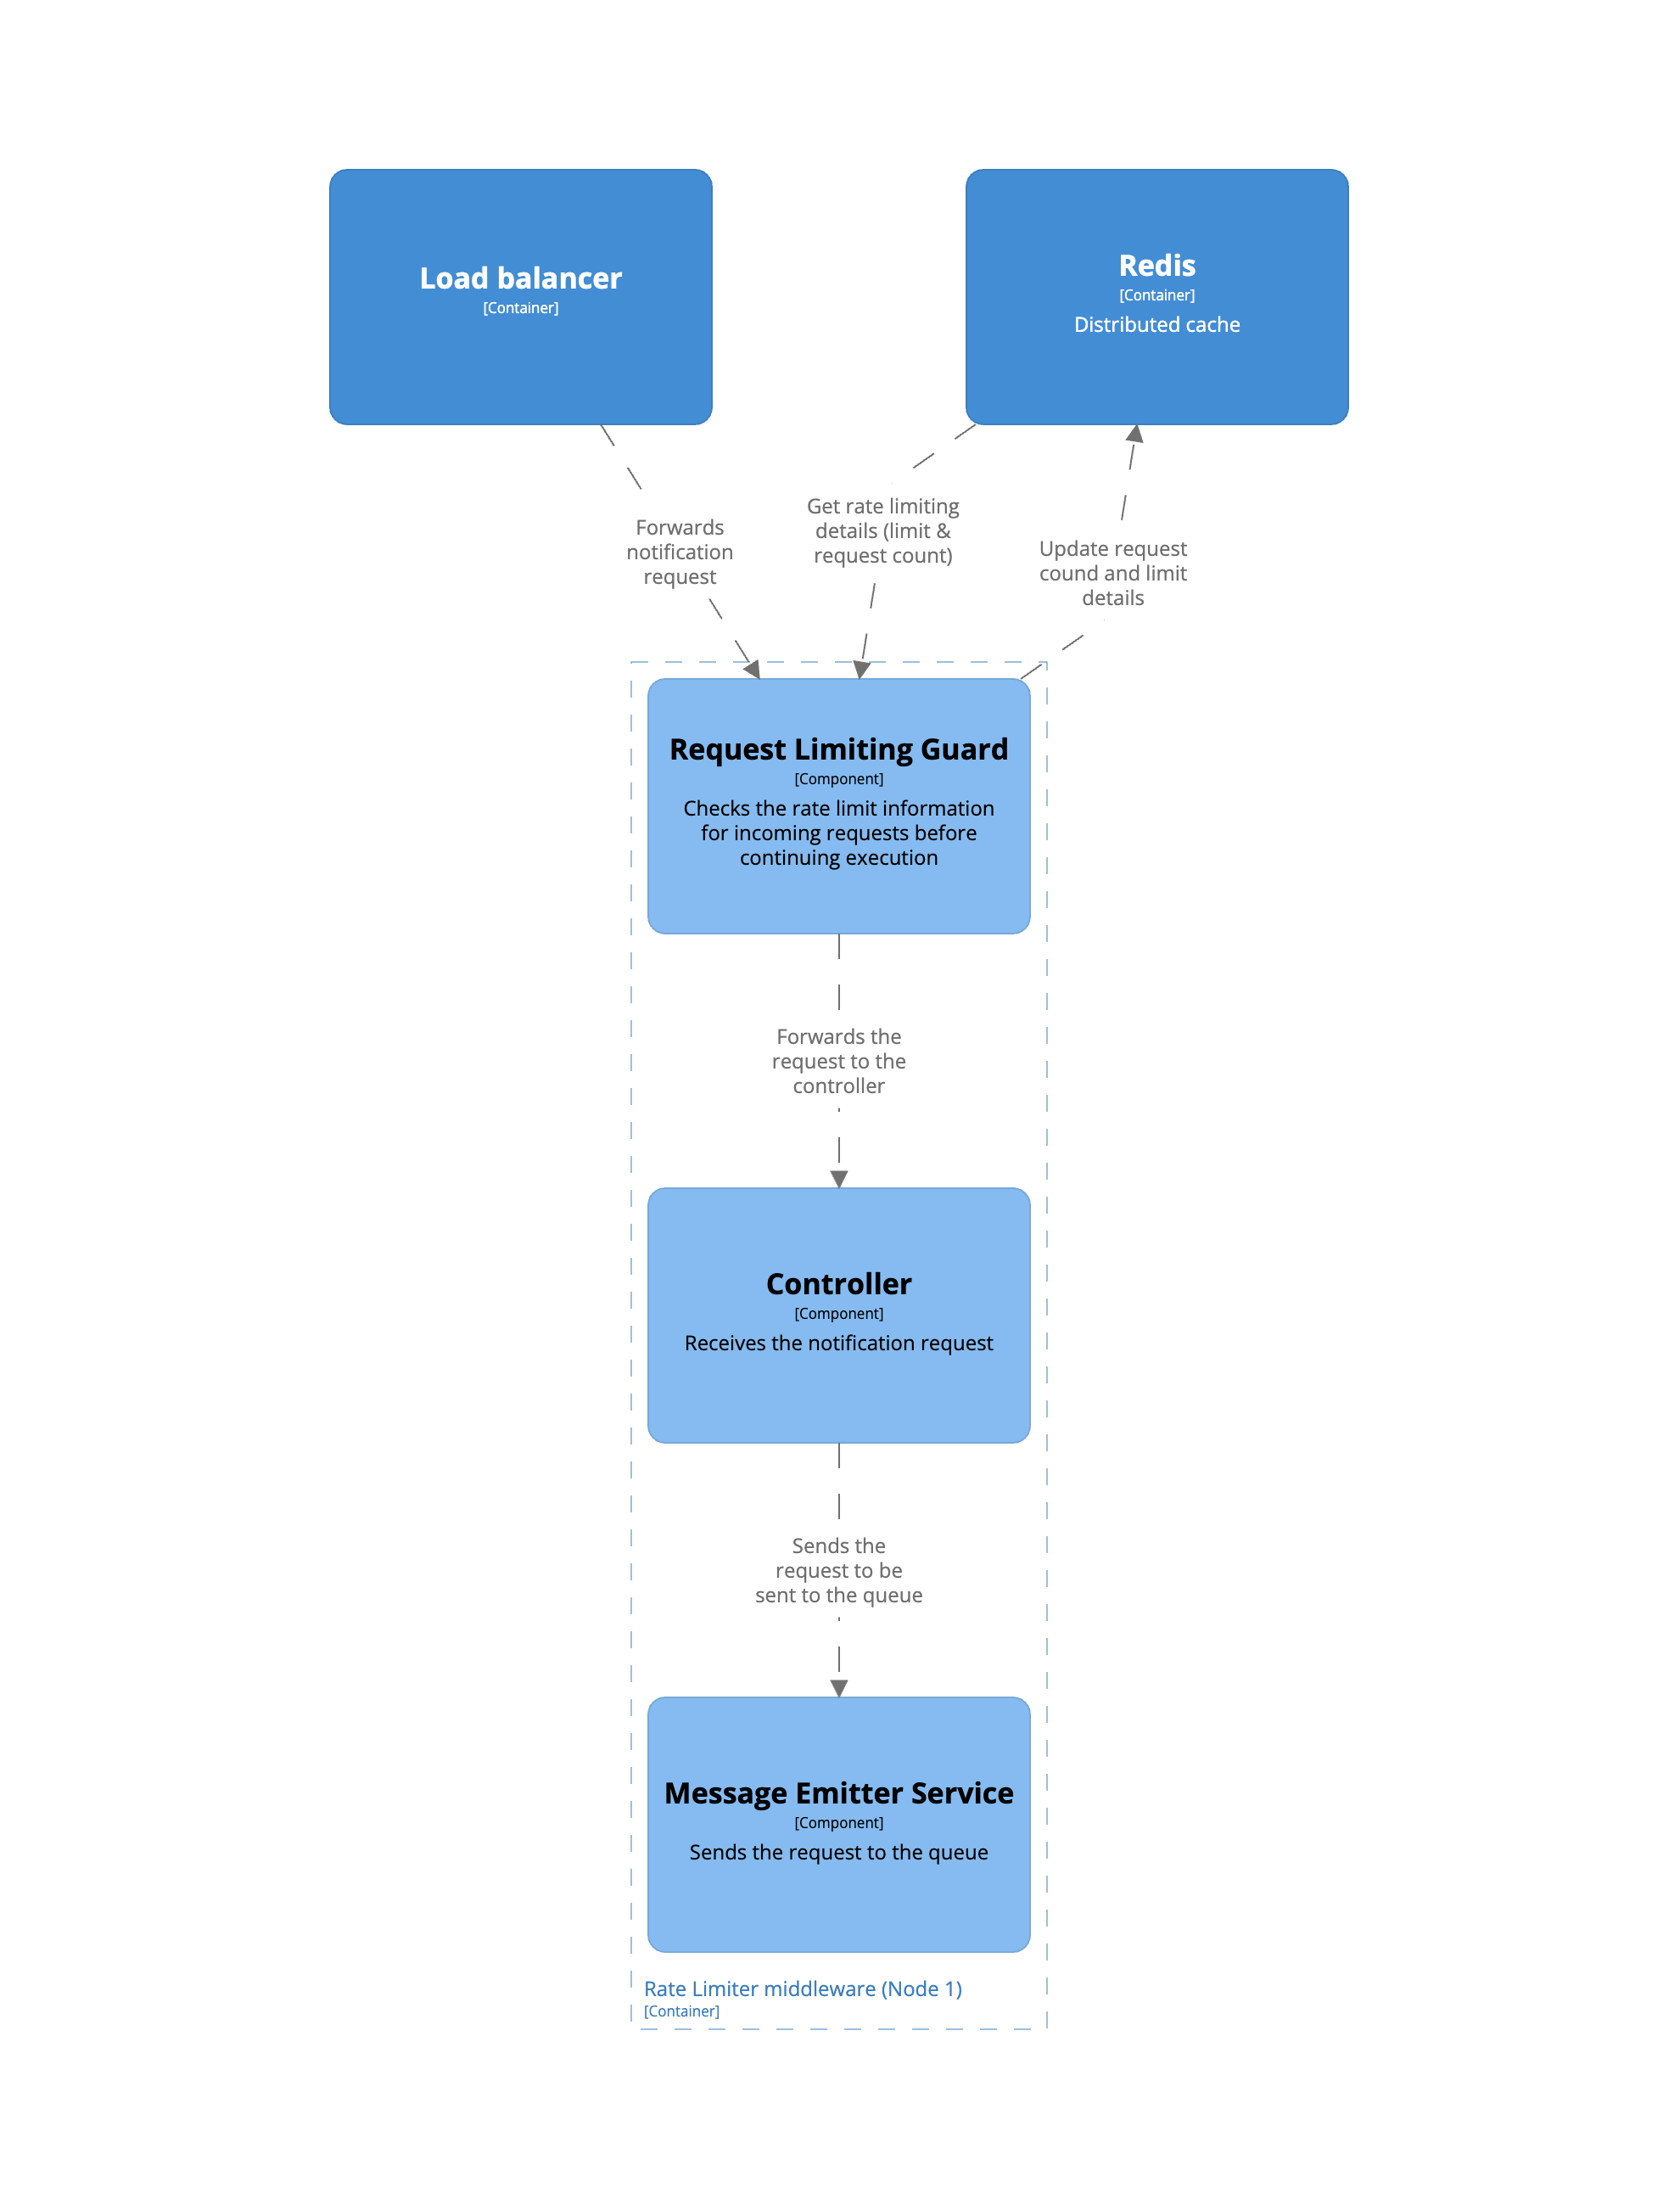 Load balancer
[Container]
Redis
[Container]
Distributed cache
Forwards
notification
request
Get rate limiting
details (limit &
request count)
Update request
cound and limit
details
Request Limiting Guard
[Component]
Checks the rate limit information
for incoming requests before
continuing execution
Forwards the
request to the
controller
Controller
[Component]
Receives the notification request
Sends the
request to be
sent to the queue
Message Emitter Service
[Component]
Sends the request to the queue
Rate Limiter middleware (Node 1)
[Container]